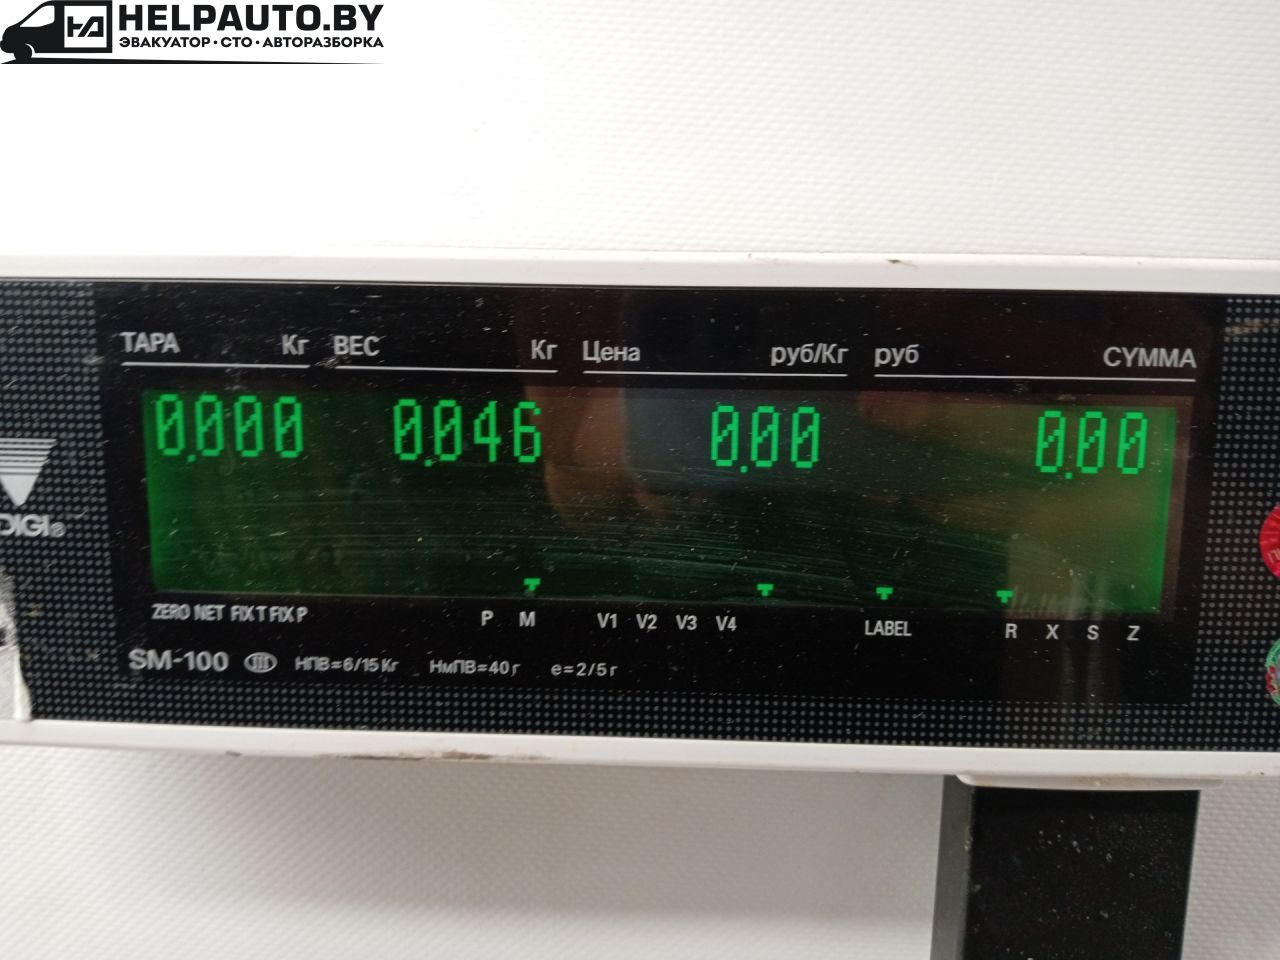 HELPAUTO.BY
ЭВАКУАТОР • СТО • АВТОРАЗБОРКА
ТАРА Кг ВЕС Кг Цена руб/Кг руб СУММА
0.000 0.046 0.00 0.00
DIGI®
ZERO NET FIX T FIX P P M V1 V2 V3 V4 LABEL R X S Z
SM-100 III НПВ=6/15Кг НмПВ=40г e=2/5г